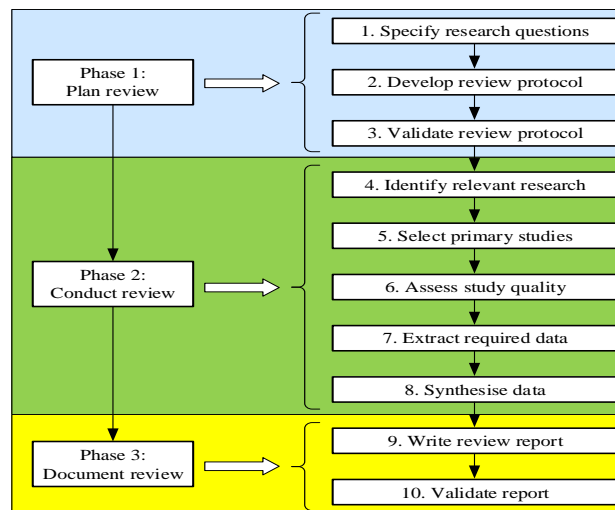 Phase 1:
Plan review
1. Specify research questions
2. Develop review protocol
3. Validate review protocol
Phase 2:
Conduct review
4. Identify relevant research
5. Select primary studies
6. Assess study quality
7. Extract required data
8. Synthesise data
Phase 3:
Document review
9. Write review report
10. Validate report